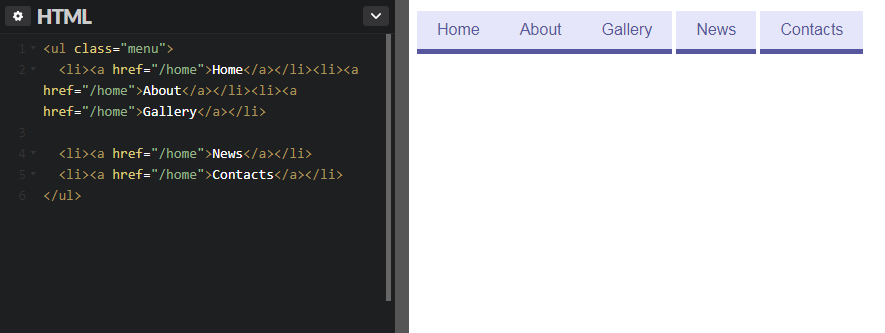 HTML
Home About Gallery News Contacts
1 <ul class="menu">
2 <li><a href="/home">Home</a></li><li><a
href="/home">About</a></li><li><a
href="/home">Gallery</a></li>
3
4 <li><a href="/home">News</a></li>
5 <li><a href="/home">Contacts</a></li>
6 </ul>